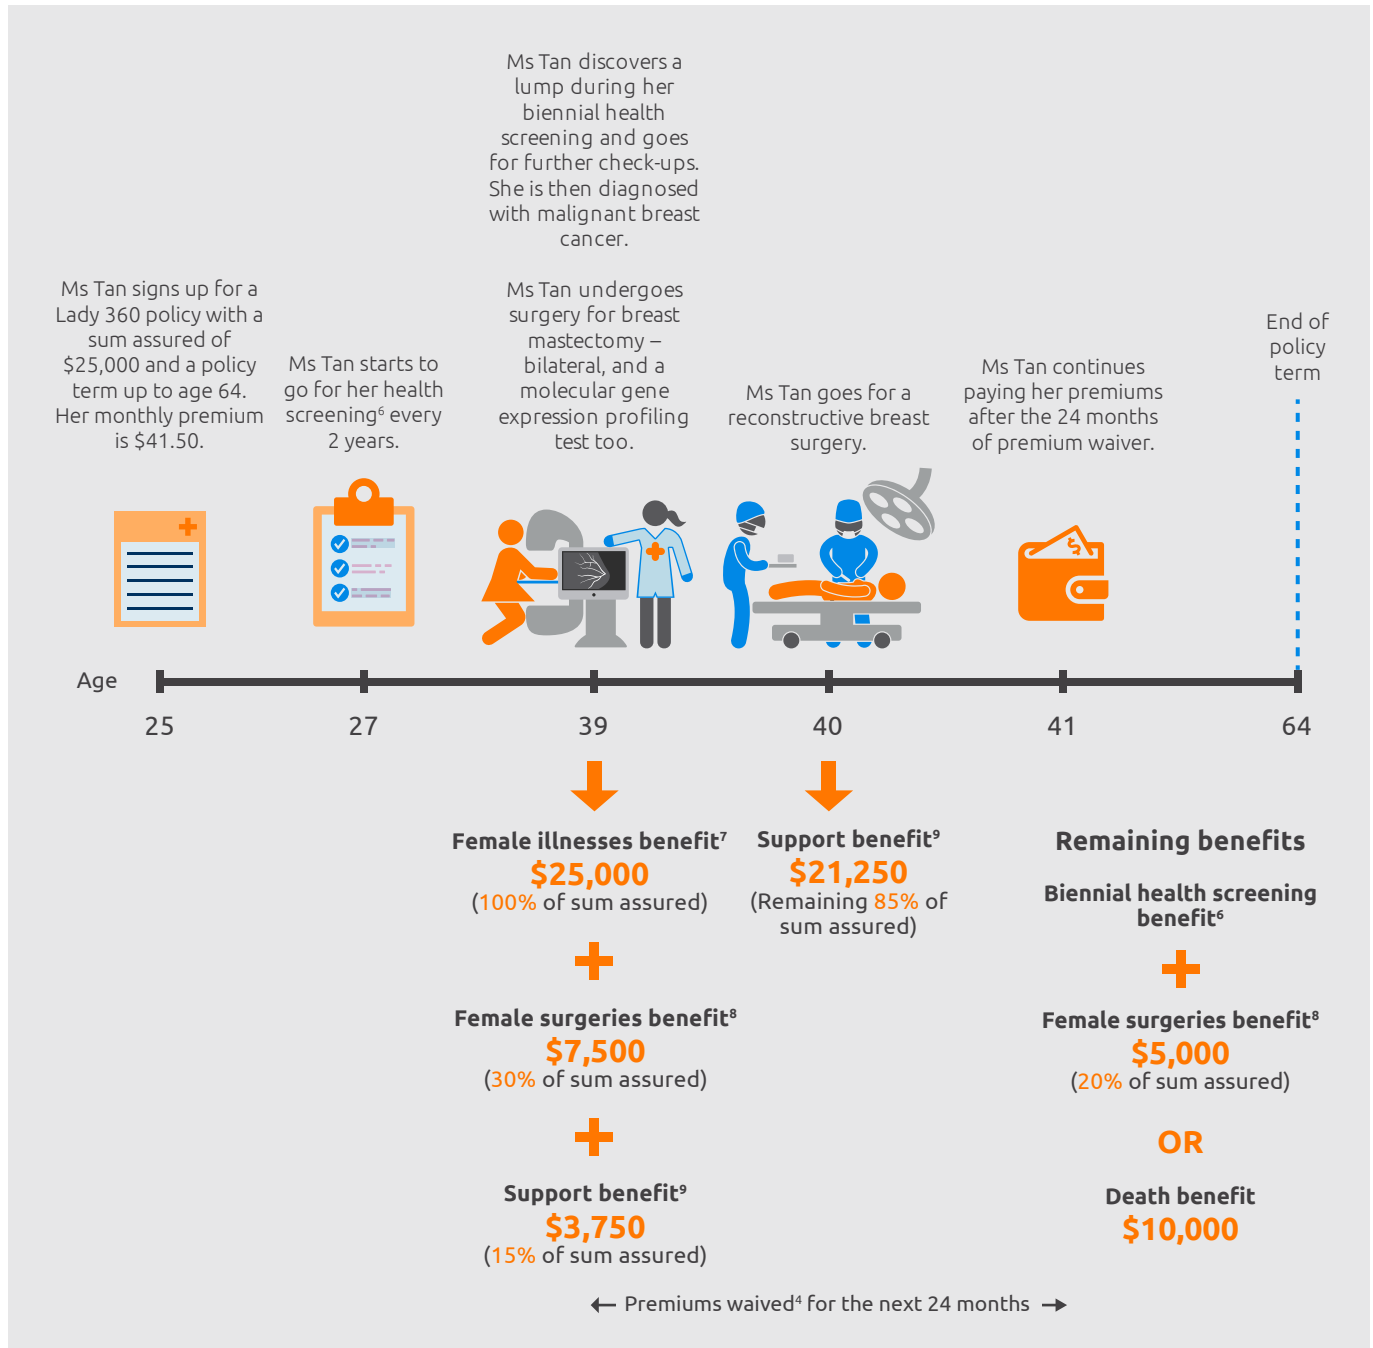 Ms Tan signs up for a
Lady 360 policy with a
sum assured of
$25,000 and a policy
term up to age 64.
Her monthly premium
is $41.50.
Ms Tan starts to
go for her health
screening⁶ every
2 years.
Ms Tan discovers a
lump during her
biennial health
screening and goes
for further check-ups.
She is then diagnosed
with malignant breast
cancer.
Ms Tan undergoes
surgery for breast
mastectomy –
bilateral, and a
molecular gene
expression profiling
test too.
Ms Tan goes for a
reconstructive breast
surgery.
Ms Tan continues
paying her premiums
after the 24 months
of premium waiver.
End of
policy
term
Age
25
27
39
40
41
64
Female illnesses benefit⁷
$25,000
(100% of sum assured)
Female surgeries benefit⁸
$7,500
(30% of sum assured)
Support benefit⁹
$3,750
(15% of sum assured)
Support benefit⁹
$21,250
(Remaining 85% of
sum assured)
Remaining benefits
Biennial health screening
benefit⁶
Female surgeries benefit⁸
$5,000
(20% of sum assured)
OR
Death benefit
$10,000
Premiums waived⁴ for the next 24 months